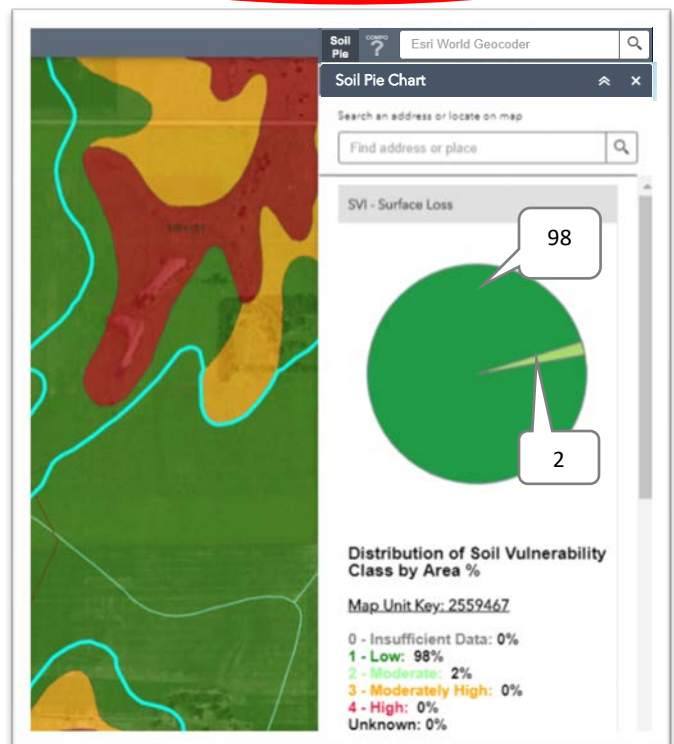 Soil
Pie
COMPO
?
Esri World Geocoder
Soil Pie Chart
Search an address or locate on map
Find address or place
SVI - Surface Loss
98
2
Distribution of Soil Vulnerability
Class by Area %
Map Unit Key: 2559467
0 - Insufficient Data: 0%
1 - Low: 98%
2 - Moderate: 2%
3 - Moderately High: 0%
4 - High: 0%
Unknown: 0%